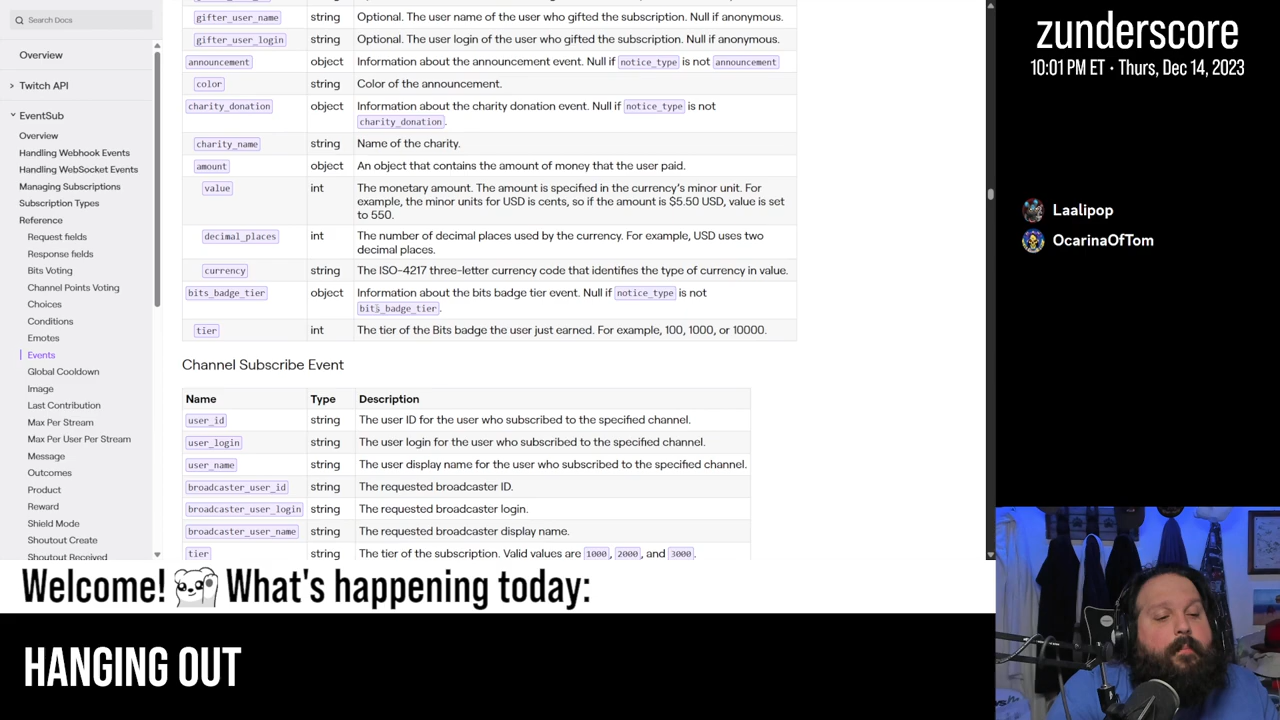 Search Docs
Overview
Twitch API
EventSub
Overview
Handling Webhook Events
Handling WebSocket Events
Managing Subscriptions
Subscription Types
Reference
Request fields
Response fields
Bits Voting
Channel Points Voting
Choices
Conditions
Emotes
Events
Global Cooldown
Image
Last Contribution
Max Per Stream
Max Per User Per Stream
Message
Outcomes
Product
Reward
Shield Mode
Shoutout Create
Shoutout Received
gifter_user_name string Optional. The user name of the user who gifted the subscription. Null if anonymous.
gifter_user_login string Optional. The user login of the user who gifted the subscription. Null if anonymous.
announcement object Information about the announcement event. Null if notice_type is not announcement
color string Color of the announcement.
charity_donation object Information about the charity donation event. Null if notice_type is not
charity_donation.
charity_name string Name of the charity.
amount object An object that contains the amount of money that the user paid.
value int The monetary amount. The amount is specified in the currency's minor unit. For
example, the minor units for USD is cents, so if the amount is $5.50 USD, value is set
to 550.
decimal_places int The number of decimal places used by the currency. For example, USD uses two
decimal places.
currency string The ISO-4217 three-letter currency code that identifies the type of currency in value.
bits_badge_tier object Information about the bits badge tier event. Null if notice_type is not
bits_badge_tier.
tier int The tier of the Bits badge the user just earned. For example, 100, 1000, or 10000.
Channel Subscribe Event
Name Type Description
user_id string The user ID for the user who subscribed to the specified channel.
user_login string The user login for the user who subscribed to the specified channel.
user_name string The user display name for the user who subscribed to the specified channel.
broadcaster_user_id string The requested broadcaster ID.
broadcaster_user_login string The requested broadcaster login.
broadcaster_user_name string The requested broadcaster display name.
tier string The tier of the subscription. Valid values are 1000, 2000, and 3000.
zunderscore
10:01 PM ET • Thurs, Dec 14, 2023
Laalipop
OcarinaOfTom
Welcome! What's happening today:
HANGING OUT